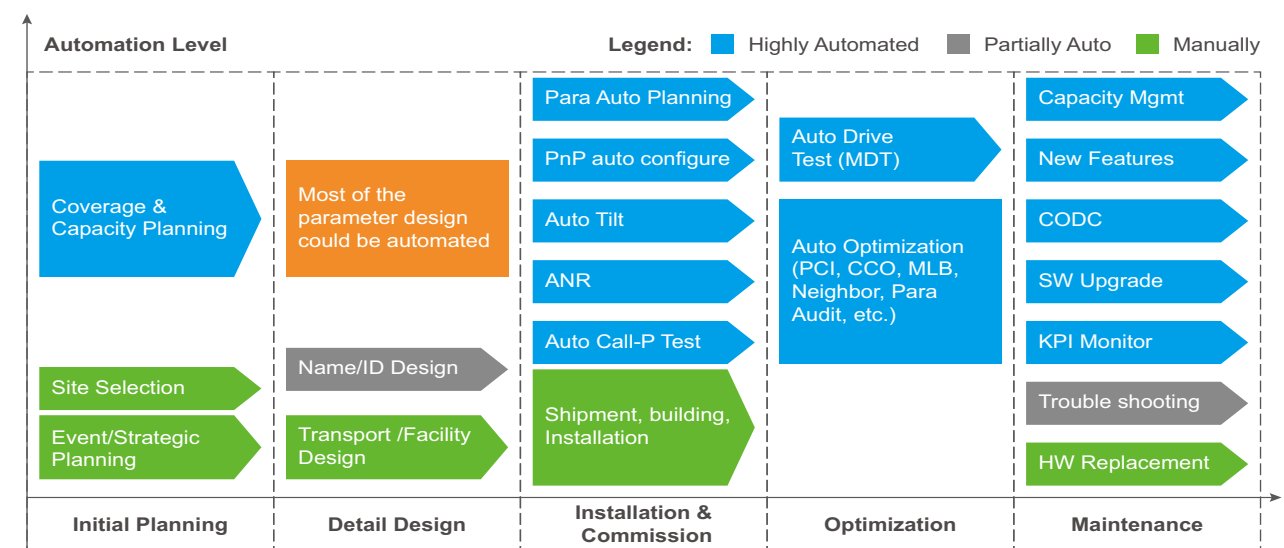 Automation Level
Legend:
Highly Automated
Partially Auto
Manually
Coverage &
Capacity Planning
Site Selection
Event/Strategic
Planning
Most of the
parameter design
could be automated
Name/ID Design
Transport /Facility
Design
Para Auto Planning
PnP auto configure
Auto Tilt
ANR
Auto Call-P Test
Shipment, building,
Installation
Auto Drive
Test (MDT)
Auto Optimization
(PCI, CCO, MLB,
Neighbor, Para
Audit, etc.)
Capacity Mgmt
New Features
CODC
SW Upgrade
KPI Monitor
Trouble shooting
HW Replacement
Initial Planning
Detail Design
Installation &
Commission
Optimization
Maintenance